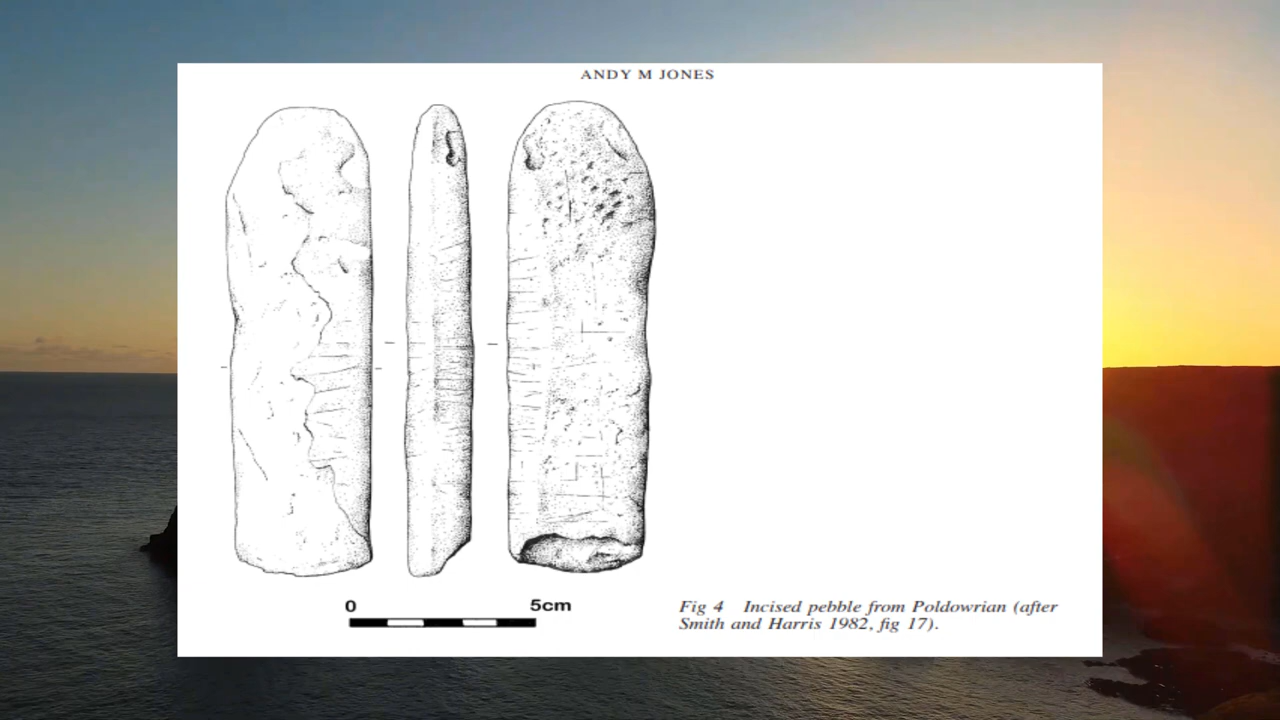 ANDY M JONES
0 5cm
Fig 4 Incised pebble from Poldowrian (after
Smith and Harris 1982, fig 17).